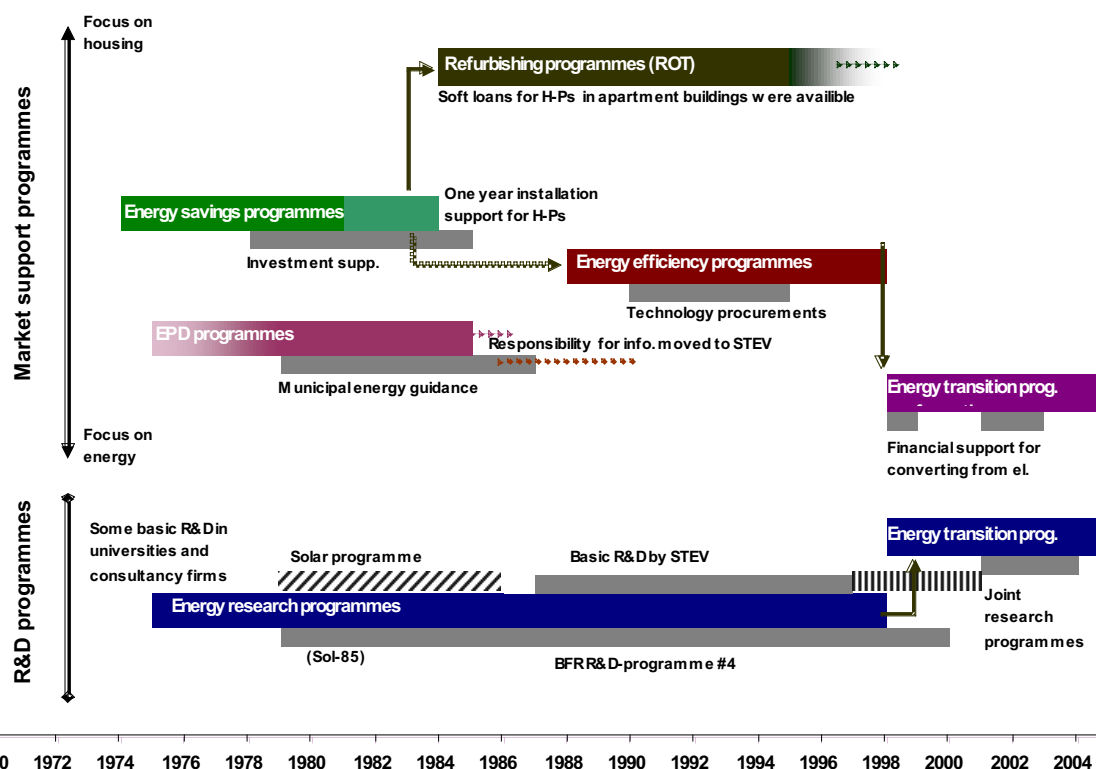 Focus on
housing
Refurbishing programmes (ROT)
Soft loans for H-Ps in apartment buildings were availible
Market support programmes
Energy savings programmes
One year installation
support for H-Ps
Investment supp.
Energy efficiency programmes
Technology procurements
EPD programmes
Responsibility for info. moved to STEV
Municipal energy guidance
Energy transition prog.
Focus on
energy
Financial support for
converting from el.
R&D programmes
Some basic R&D in
universities and
consultancy firms
Solar programme
Basic R&D by STEV
Energy transition prog.
Energy research programmes
Joint
research
programmes
(Sol-85)
BFR R&D-programme #4
0 1972 1974 1976 1978 1980 1982 1984 1986 1988 1990 1992 1994 1996 1998 2000 2002 2004